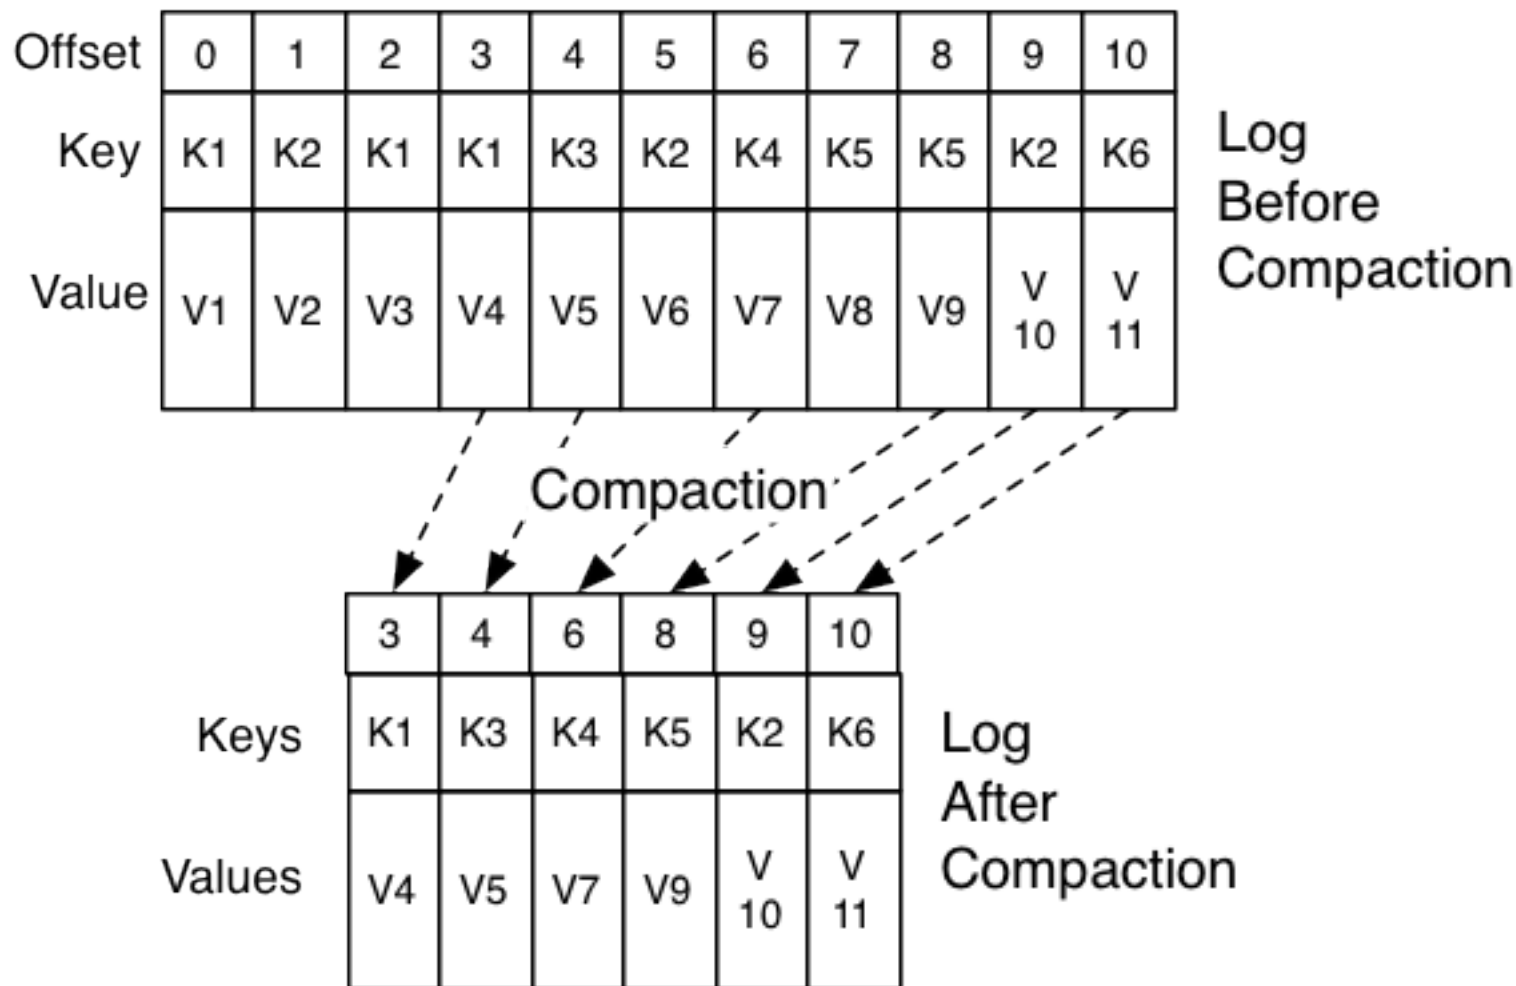 Offset 0 1 2 3 4 5 6 7 8 9 10
Key K1 K2 K1 K1 K3 K2 K4 K5 K5 K2 K6
Value V1 V2 V3 V4 V5 V6 V7 V8 V9 V 10 V 11
Log
Before
Compaction
Compaction
3 4 6 8 9 10
Keys K1 K3 K4 K5 K2 K6
Values V4 V5 V7 V9 V 10 V 11
Log
After
Compaction